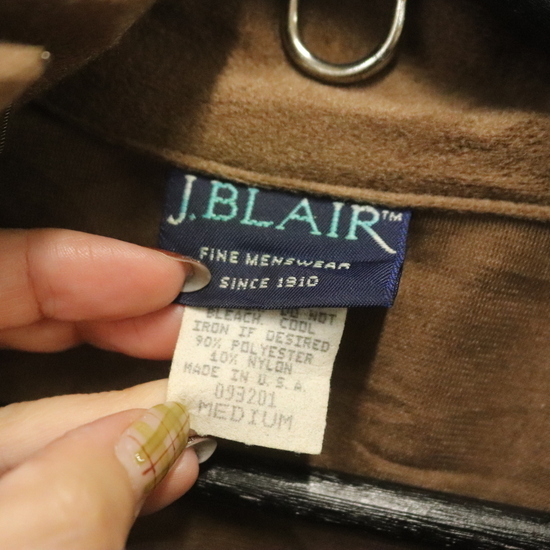 J.BLAIR™
FINE MENSWEAR
SINCE 1910
DO NOT
BLEACH. COOL
IRON IF DESIRED
90% POLYESTER
10% NYLON
MADE IN U.S.A.
093201
MEDIUM